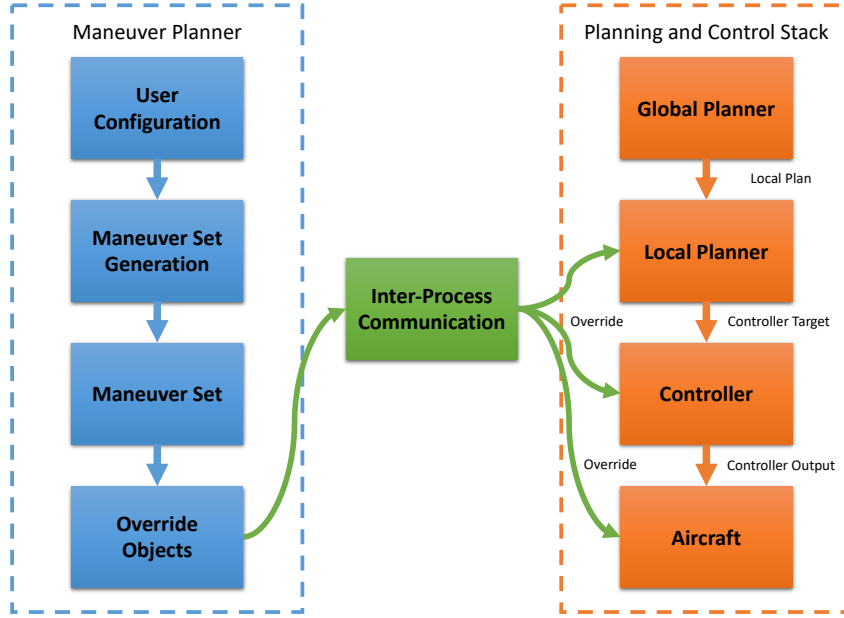 Maneuver Planner
User
Configuration
Maneuver Set
Generation
Maneuver Set
Override
Objects
Inter-Process
Communication
Planning and Control Stack
Global Planner
Local Plan
Local Planner
Override
Controller Target
Controller
Override
Controller Output
Aircraft